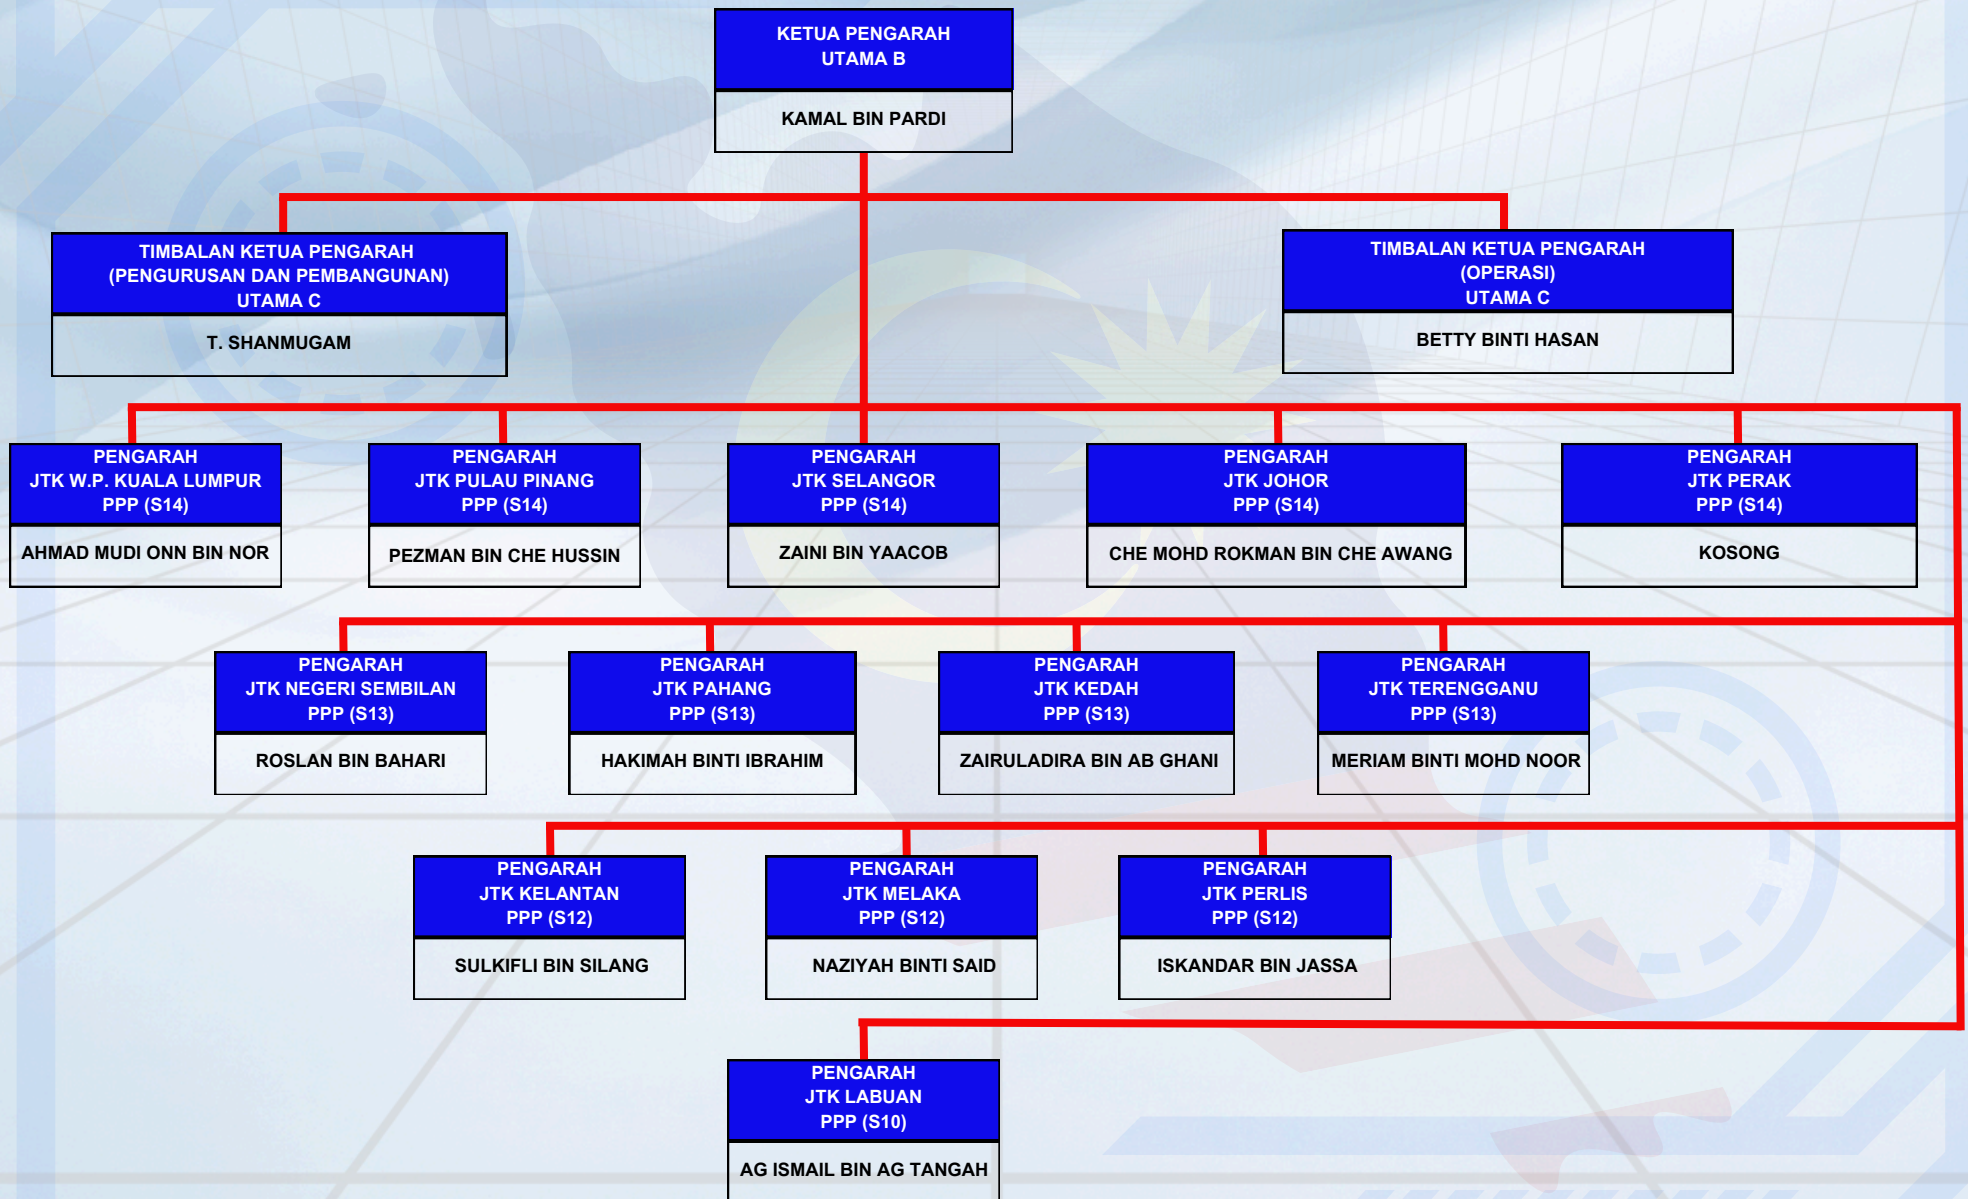 KETUA PENGARAH
UTAMA B
KAMAL BIN PARDI
TIMBALAN KETUA PENGARAH
(PENGURUSAN DAN PEMBANGUNAN)
UTAMA C
T. SHANMUGAM
TIMBALAN KETUA PENGARAH
(OPERASI)
UTAMA C
BETTY BINTI HASAN
PENGARAH
JTK W.P. KUALA LUMPUR
PPP (S14)
AHMAD MUDI ONN BIN NOR
PENGARAH
JTK PULAU PINANG
PPP (S14)
PEZMAN BIN CHE HUSSIN
PENGARAH
JTK SELANGOR
PPP (S14)
ZAINI BIN YAACOB
PENGARAH
JTK JOHOR
PPP (S14)
CHE MOHD ROKMAN BIN CHE AWANG
PENGARAH
JTK PERAK
PPP (S14)
KOSONG
PENGARAH
JTK NEGERI SEMBILAN
PPP (S13)
ROSLAN BIN BAHARI
PENGARAH
JTK PAHANG
PPP (S13)
HAKIMAH BINTI IBRAHIM
PENGARAH
JTK KEDAH
PPP (S13)
ZAIRULADIRA BIN AB GHANI
PENGARAH
JTK TERENGGANU
PPP (S13)
MERIAM BINTI MOHD NOOR
PENGARAH
JTK KELANTAN
PPP (S12)
SULKIFLI BIN SILANG
PENGARAH
JTK MELAKA
PPP (S12)
NAZIYAH BINTI SAID
PENGARAH
JTK PERLIS
PPP (S12)
ISKANDAR BIN JASSA
PENGARAH
JTK LABUAN
PPP (S10)
AG ISMAIL BIN AG TANGAH